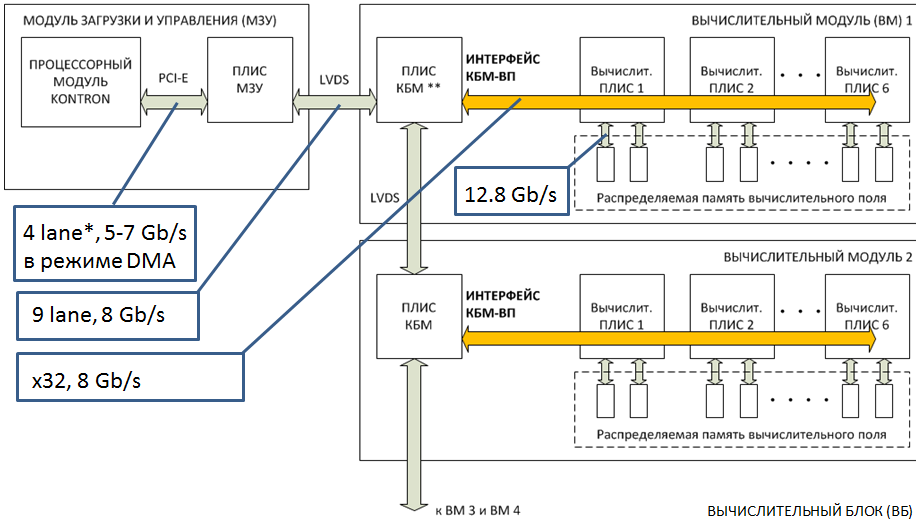 МОДУЛЬ ЗАГРУЗКИ И УПРАВЛЕНИЯ (МЗУ)
ПРОЦЕССОРНЫЙ
МОДУЛЬ
KONTRON
PCI-E
ПЛИС
МЗУ
LVDS
4 lane*, 5-7 Gb/s
в режиме DMA
9 lane, 8 Gb/s
x32, 8 Gb/s
ВЫЧИСЛИТЕЛЬНЫЙ МОДУЛЬ (ВМ) 1
ПЛИС
КБМ **
ИНТЕРФЕЙС
КБМ-ВП
Вычислит.
ПЛИС 1
Вычислит.
ПЛИС 2
· · ·
Вычислит.
ПЛИС 6
12.8 Gb/s
· · · ·
Распределяемая память вычислительного поля
LVDS
ВЫЧИСЛИТЕЛЬНЫЙ МОДУЛЬ 2
ПЛИС
КБМ
ИНТЕРФЕЙС
КБМ-ВП
Вычислит.
ПЛИС 1
Вычислит.
ПЛИС 2
· · ·
Вычислит.
ПЛИС 6
· · · ·
Распределяемая память вычислительного поля
к ВМ 3 и ВМ 4
ВЫЧИСЛИТЕЛЬНЫЙ БЛОК (ВБ)